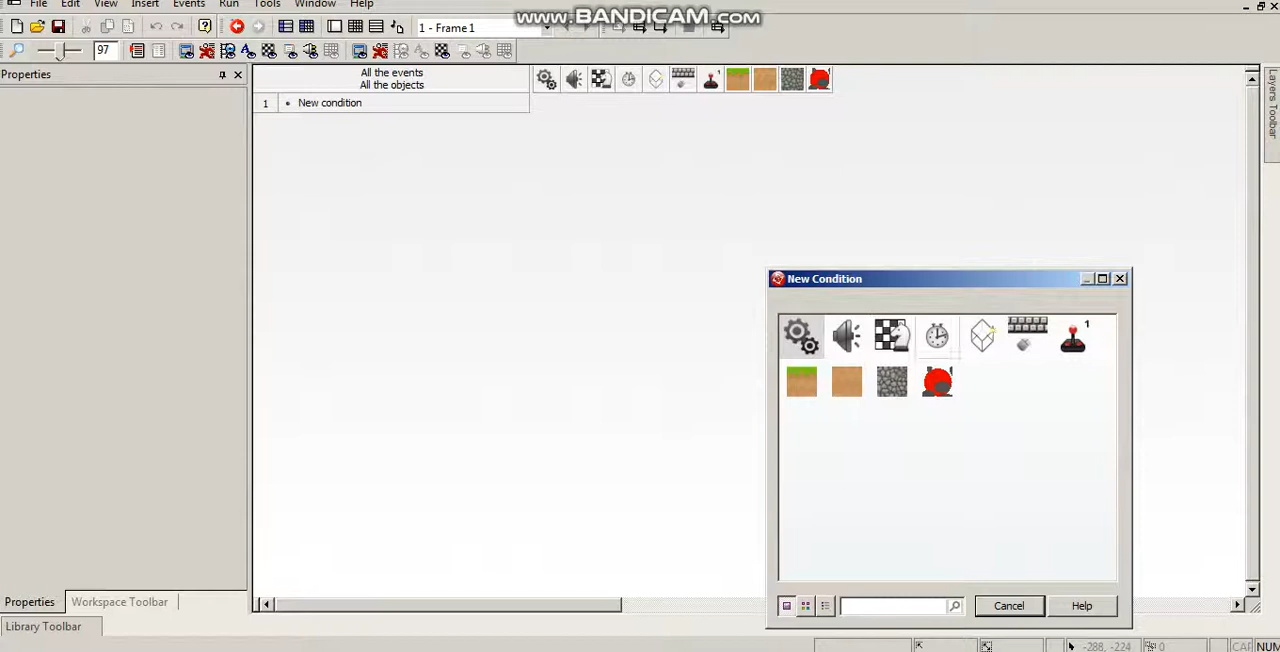 File Edit View Insert Events Run Tools Window Help
www.BANDICAM.com
1 - Frame 1
97
Properties
All the events
All the objects
1 New condition
Layers Toolbar
New Condition
1
Cancel Help
Properties Workspace Toolbar
Library Toolbar
-288, -224 0 CAP NUM